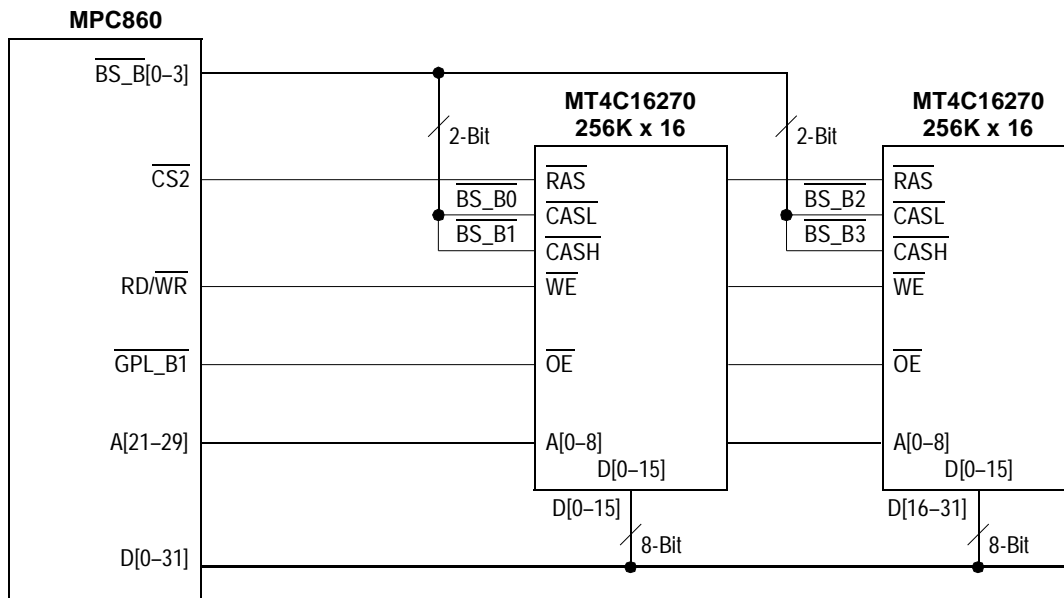 MPC860
BS_B[0–3]
MT4C16270
256K x 16
MT4C16270
256K x 16
2-Bit
2-Bit
CS2
RAS
RAS
BS_B0
CASL
BS_B2
CASL
BS_B1
CASH
BS_B3
CASH
RD/WR
WE
WE
GPL_B1
OE
OE
A[21–29]
A[0–8]
A[0–8]
D[0–15]
D[0–15]
D[0–15]
D[16–31]
8-Bit
8-Bit
D[0–31]